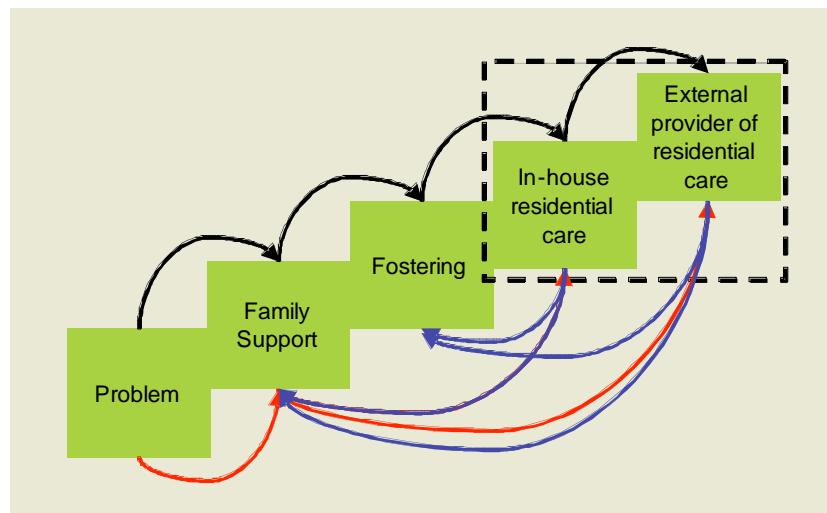 Problem
Family
Support
Fostering
In-house
residential
care
External
provider of
residential
care